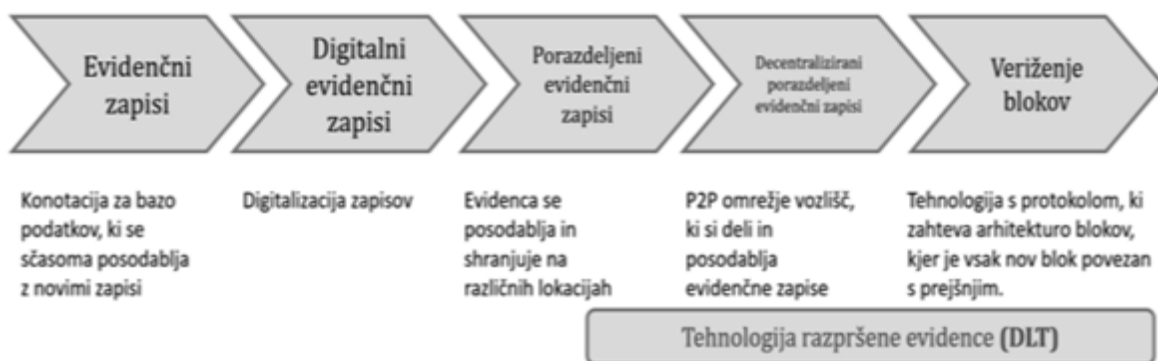 Evidenčni
zapisi
Digitalni
evidenčni
zapisi
Porazdeljeni
evidenčni
zapisi
Decentralizirani
porazdeljeni
evidenčni zapisi
Veriženje
blokov
Konotacija za bazo
podatkov, ki se
sčasoma posodablja
z novimi zapisi
Digitalizacija zapisov
Evidenca se
posodablja in
shranjuje na
različnih lokacijah
P2P omrežje vozlišč,
ki si deli in
posodablja
evidenčne zapise
Tehnologija s protokolom, ki
zahteva arhitekturo blokov,
kjer je vsak nov blok povezan
s prejšnjim.
Tehnologija razpršene evidence (DLT)